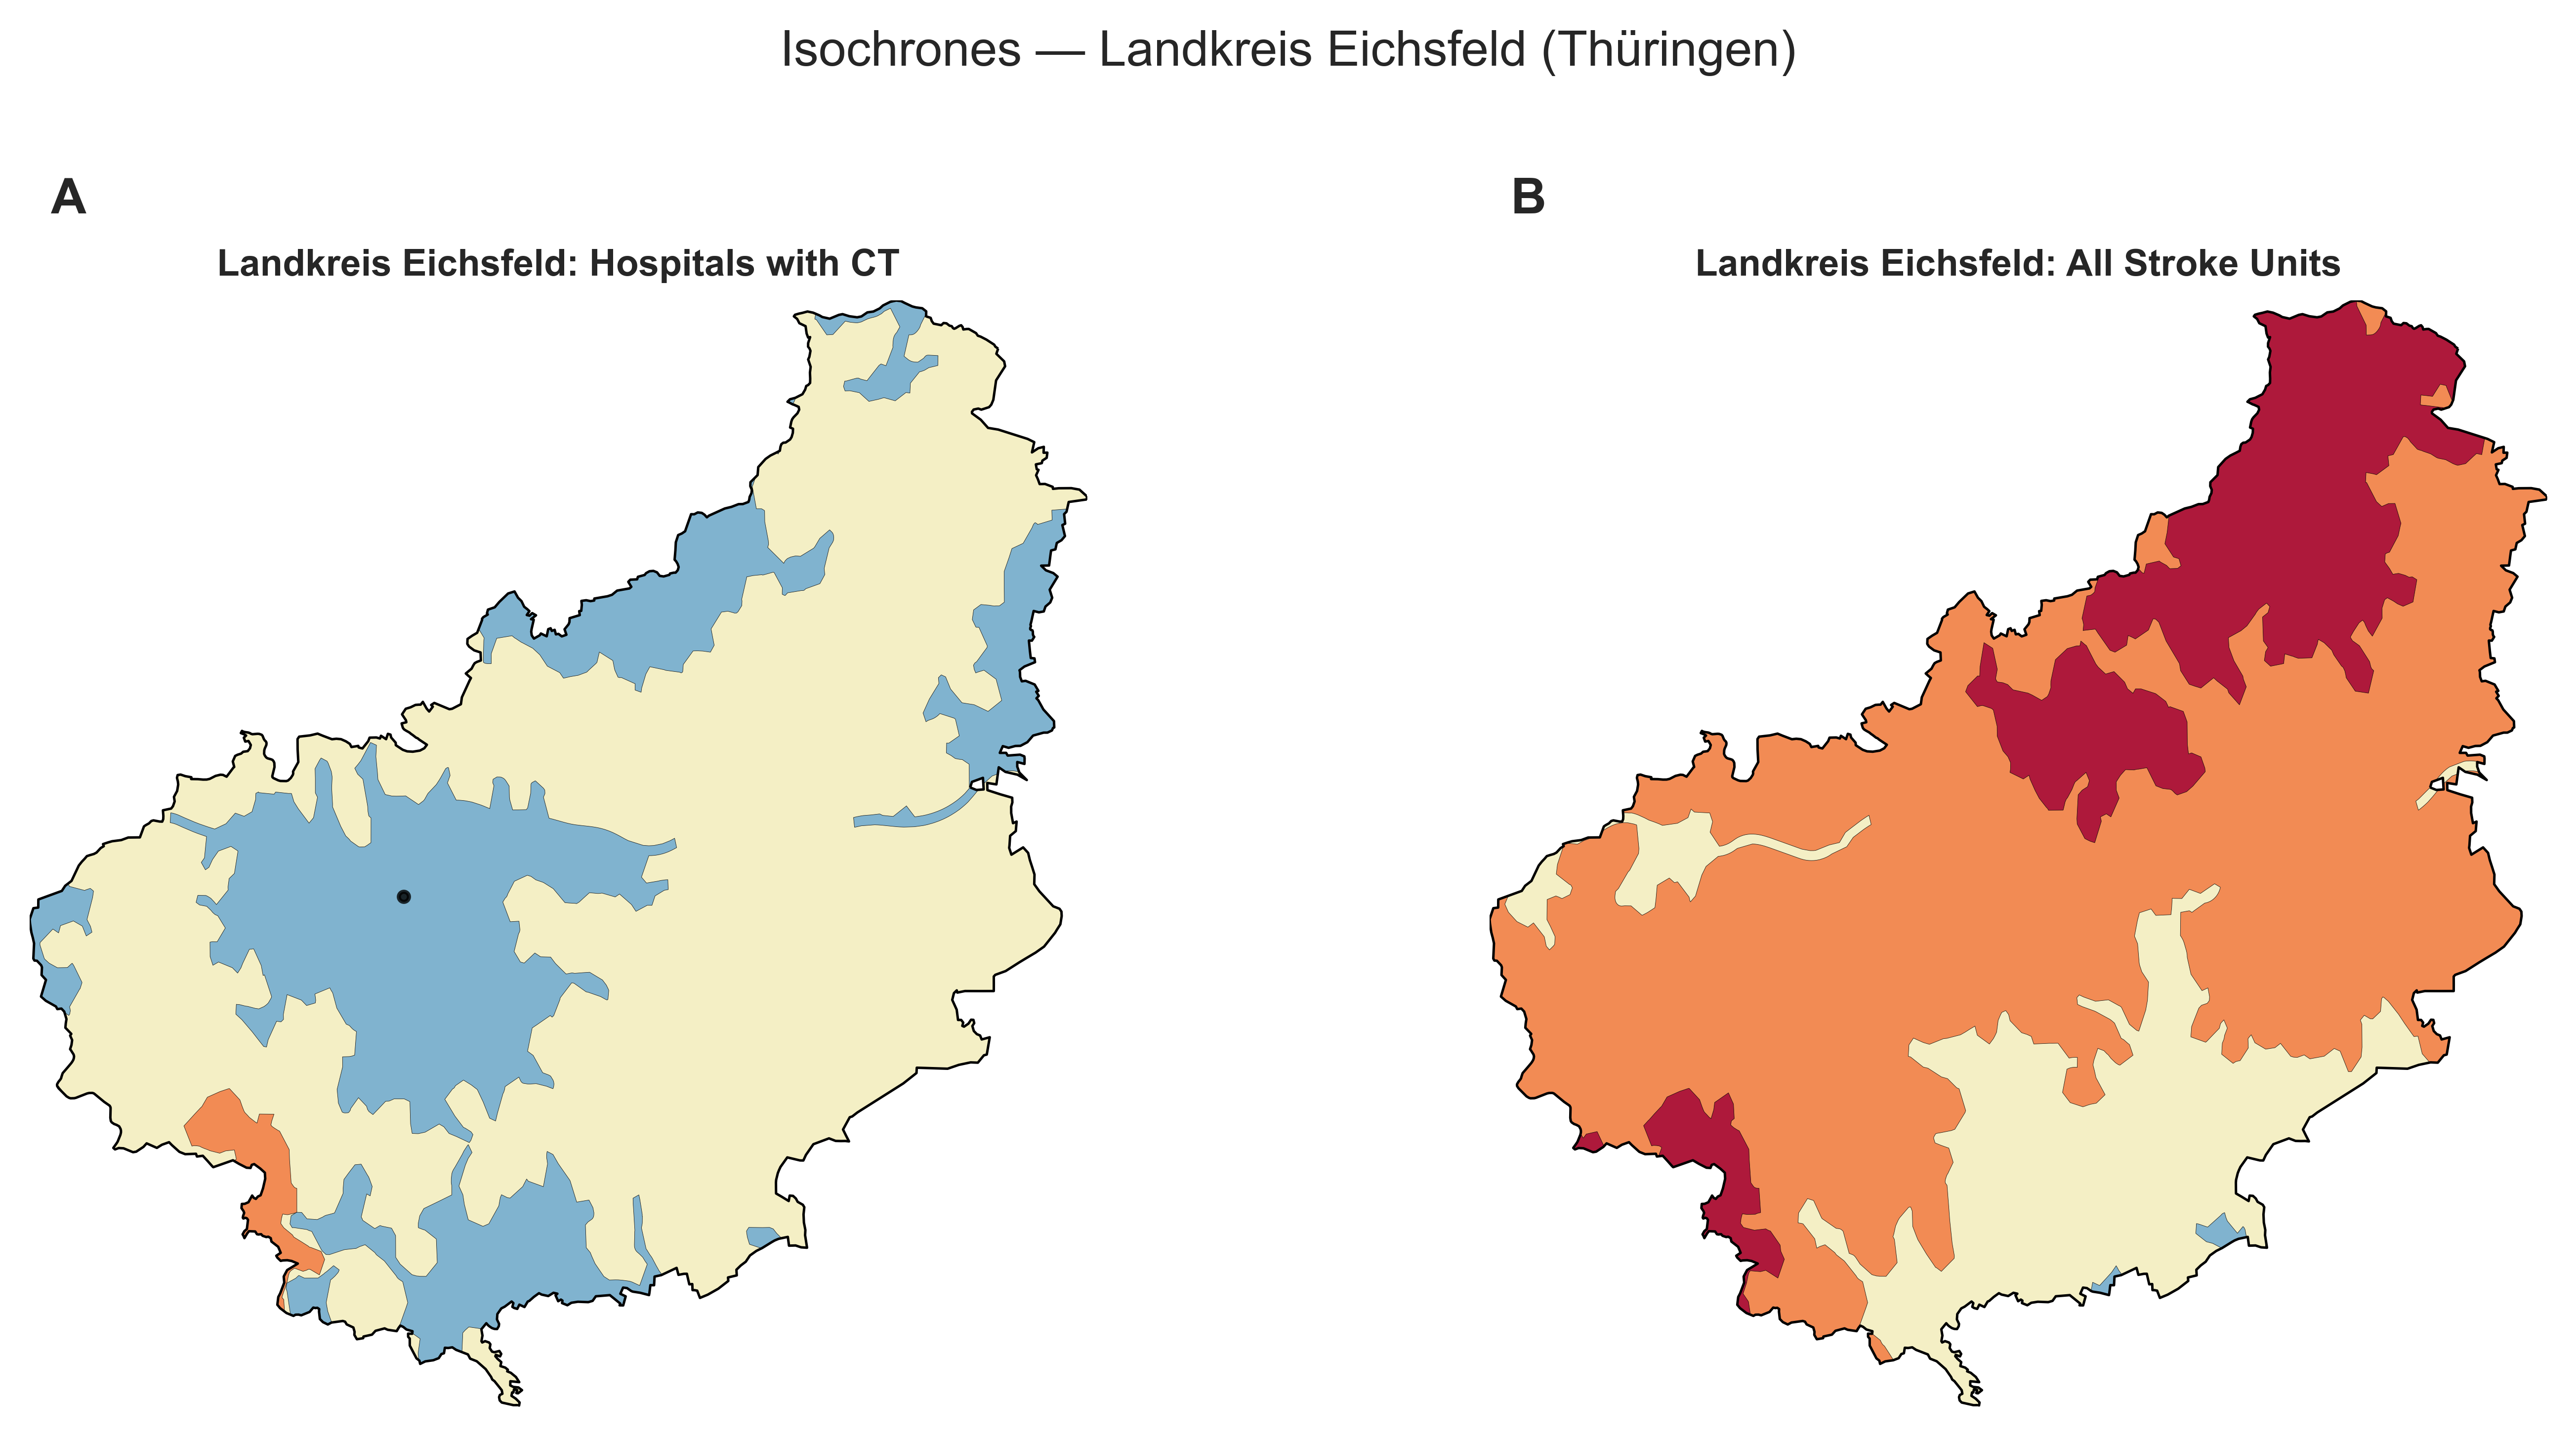 Isochrones — Landkreis Eichsfeld (Thüringen)
A
B
Landkreis Eichsfeld: Hospitals with CT
Landkreis Eichsfeld: All Stroke Units